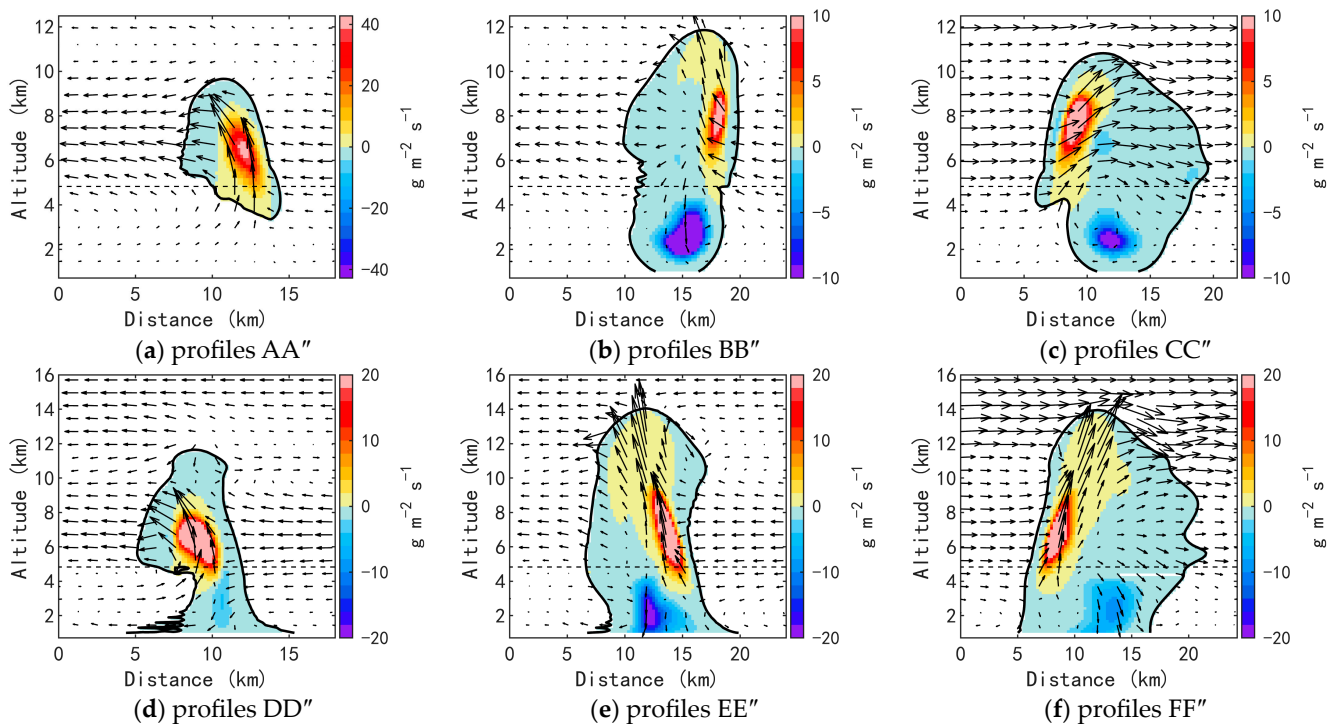 12
10
8
6
4
2
Altitude (km)
0 5 10 15
Distance (km)
40
20
0
−20
−40
g m−2 s−1
(a) profiles AA″
12
10
8
6
4
2
Altitude (km)
0 5 10 15 20
Distance (km)
10
5
0
−5
−10
g m−2 s−1
(b) profiles BB″
12
10
8
6
4
2
Altitude (km)
0 5 10 15 20
Distance (km)
10
5
0
−5
−10
g m−2 s−1
(c) profiles CC″
16
14
12
10
8
6
4
2
Altitude (km)
0 5 10 15
Distance (km)
20
10
0
−10
−20
g m−2 s−1
(d) profiles DD″
16
14
12
10
8
6
4
2
Altitude (km)
0 5 10 15 20
Distance (km)
20
10
0
−10
−20
g m−2 s−1
(e) profiles EE″
16
14
12
10
8
6
4
2
Altitude (km)
0 5 10 15 20
Distance (km)
20
10
0
−10
−20
g m−2 s−1
(f) profiles FF″